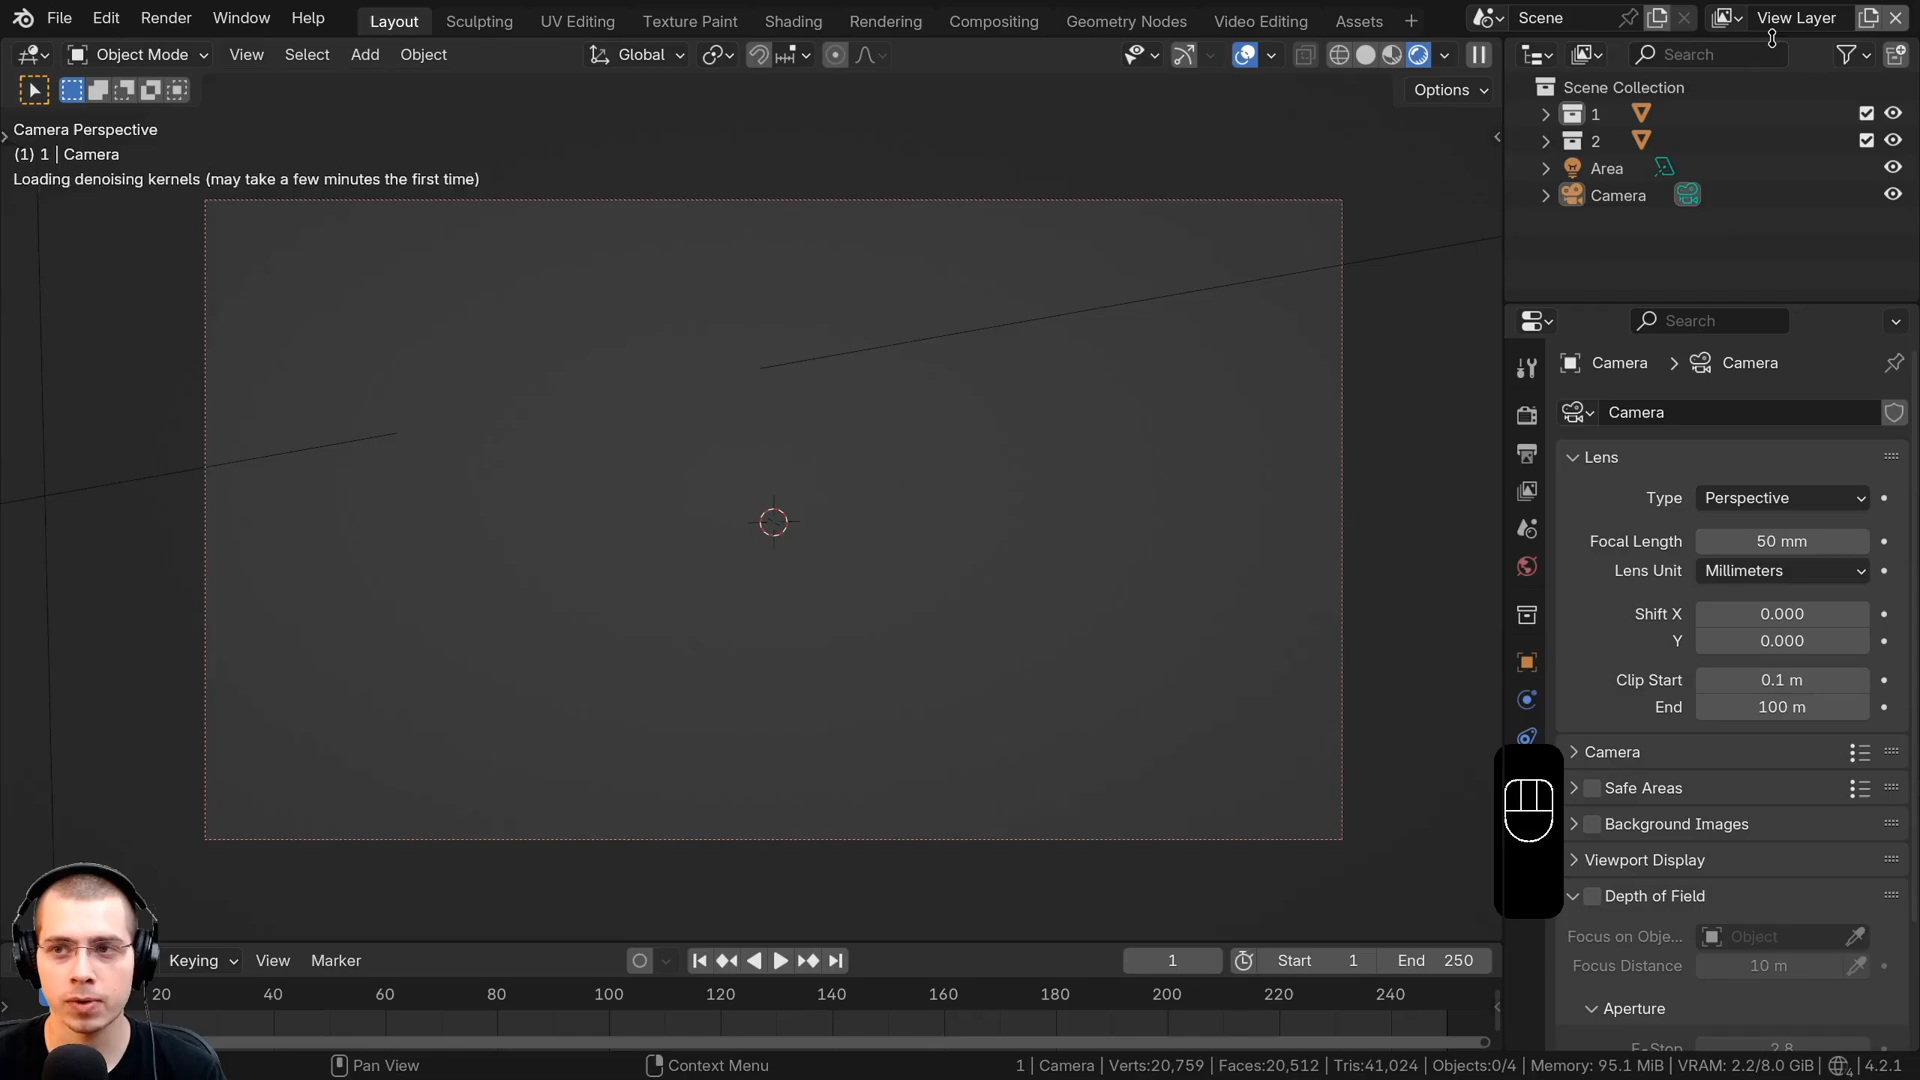 File Edit Render Window Help Layout Sculpting UV Editing Texture Paint Shading Rendering Compositing Geometry Nodes Video Editing Assets + Scene View Layer
Object Mode View Select Add Object Global Search
Options
Camera Perspective
(1) 1 | Camera
Loading denoising kernels (may take a few minutes the first time)
Scene Collection
1
2
Area
Camera
Search
Camera > Camera
Camera
Lens
Type Perspective
Focal Length 50 mm
Lens Unit Millimeters
Shift X 0.000
Y 0.000
Clip Start 0.1 m
End 100 m
Camera
Safe Areas
Background Images
Viewport Display
Depth of Field
Focus on Obje... Object
Focus Distance 10 m
Aperture
F-Stop 2.8
Keying View Marker 1 Start 1 End 250
20 40 60 80 100 120 140 160 180 200 220 240
Pan View Context Menu 1 | Camera | Verts:20,759 | Faces:20,512 | Tris:41,024 | Objects:0/4 | Memory: 95.1 MiB | VRAM: 2.2/8.0 GiB | 4 4.2.1